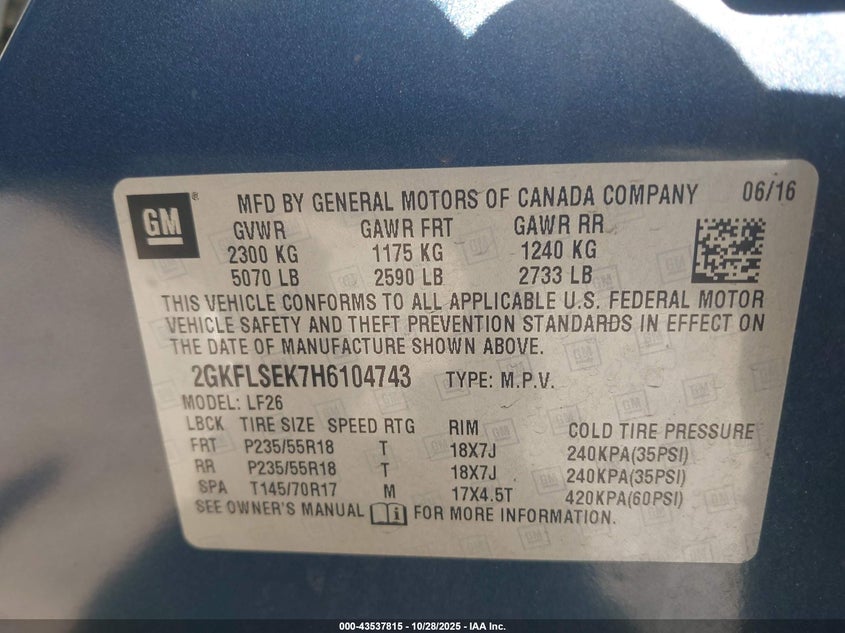 GM ® MFD BY GENERAL MOTORS OF CANADA COMPANY 06/16
GVWR GAWR FRT GAWR RR
2300 KG 1175 KG 1240 KG
5070 LB 2590 LB 2733 LB
THIS VEHICLE CONFORMS TO ALL APPLICABLE U.S. FEDERAL MOTOR
VEHICLE SAFETY AND THEFT PREVENTION STANDARDS IN EFFECT ON
THE DATE OF MANUFACTURE SHOWN ABOVE.
2GKFLSEK7H6104743 TYPE: M.P.V.
MODEL: LF26
LBCK TIRE SIZE SPEED RTG RIM COLD TIRE PRESSURE
FRT P235/55R18 T 18X7J 240KPA(35PSI)
RR P235/55R18 T 18X7J 240KPA(35PSI)
SPA T145/70R17 M 17X4.5T 420KPA(60PSI)
SEE OWNER'S MANUAL FOR MORE INFORMATION.
000-43537815 | 10/28/2025 - IAA Inc.